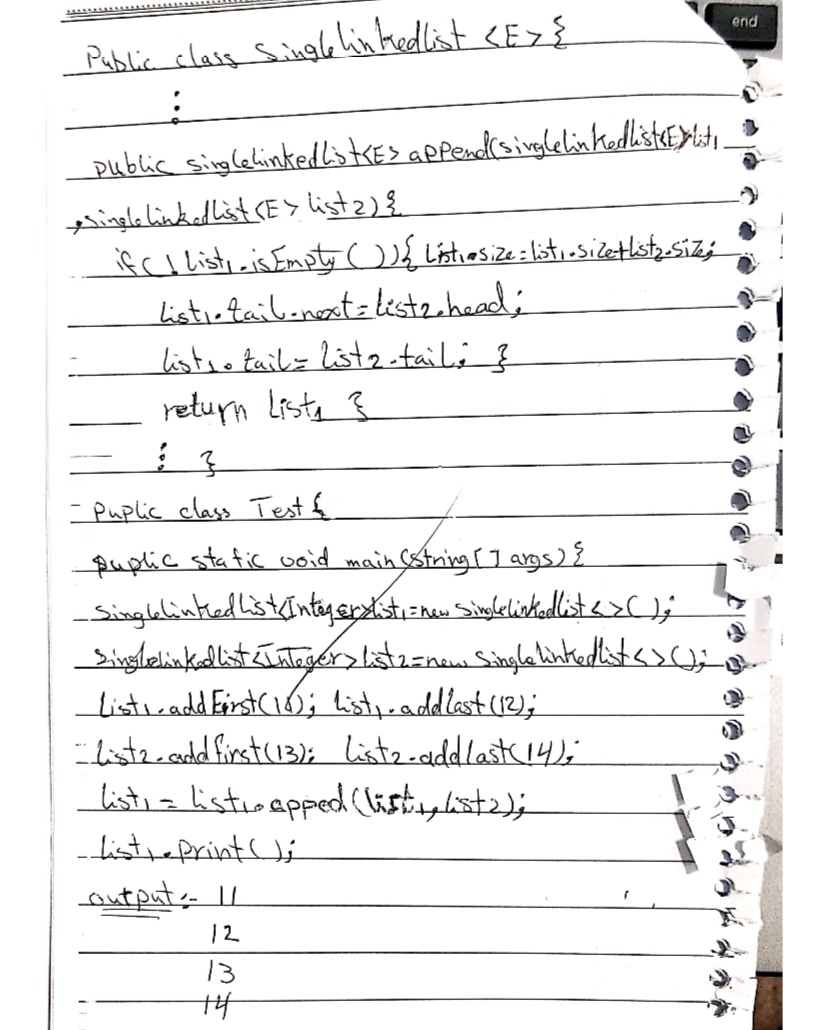 end
Public class SingleLinkedlist <E> {
:
public singleLinkedList<E> append(singleLinkedList<E> list1
,singleLinkedList<E> list2){
if( ! List1.isEmpty ( )){ List1.size=list1.size+list2.size;
list1.tail.next=list2.head;
list1.tail= list2.tail; }
return list1 }
: }
Puplic class Test {
puplic static void main(string[] args){
singleLinkedList<Integer>list1=new singleLinkedlist< >( );
singleLinkedlist<Integer>list2=new singleLinkedlist< >( );
List1.addFirst(11); list1.addlast(12);
List2.addfirst(13); List2.addlast(14);
list1 = list1.apped(list1,list2);
list1.print( );
output:- 11
12
13
14